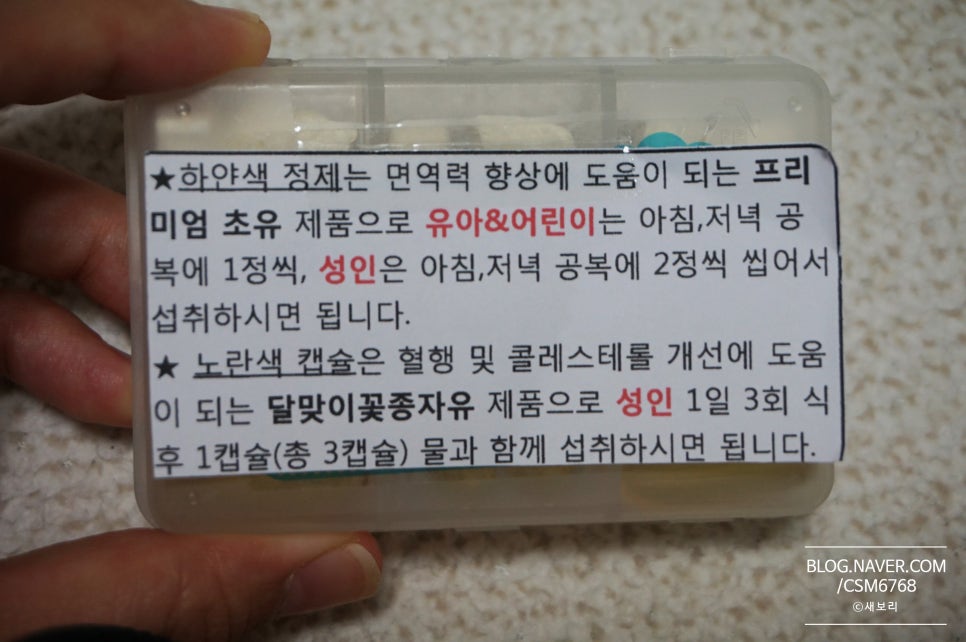 ★하얀색 정제는 면역력 향상에 도움이 되는 프리
미엄 초유 제품으로 유아&어린이는 아침,저녁 공
복에 1정씩, 성인은 아침,저녁 공복에 2정씩 씹어서
섭취하시면 됩니다.
★ 노란색 캡슐은 혈행 및 콜레스테롤 개선에 도움
이 되는 달맞이꽃종자유 제품으로 성인 1일 3회 식
후 1캡슐(총 3캡슐) 물과 함께 섭취하시면 됩니다.
BLOG.NAVER.COM
/CSM6768
©새보리